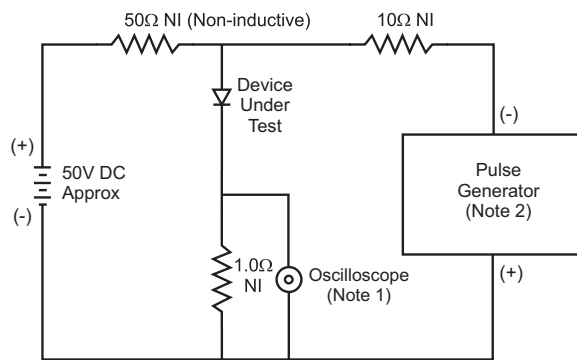 50Ω NI (Non-inductive)
10Ω NI
Device
Under
Test
(-)
(+)
50V DC
Approx
(-)
Pulse
Generator
(Note 2)
1.0Ω
NI
Oscilloscope
(Note 1)
(+)